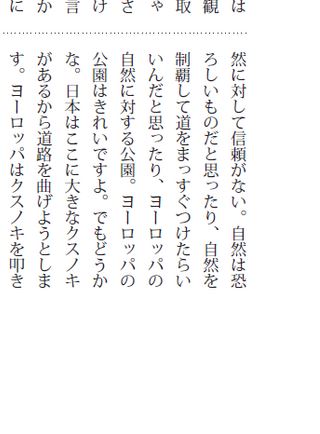 は
観
取
ゃ
さ
け
言
か
に
然に対して信頼がない。自然は恐
ろしいものだと思ったり、自然を
制覇して道をまっすぐつけたらい
いんだと思ったり、ヨーロッパの
自然に対する公園。ヨーロッパの
公園はきれいですよ。でもどうか
な。日本はここに大きなクスノキ
があるから道路を曲げようとしま
す。ヨーロッパはクスノキを叩き